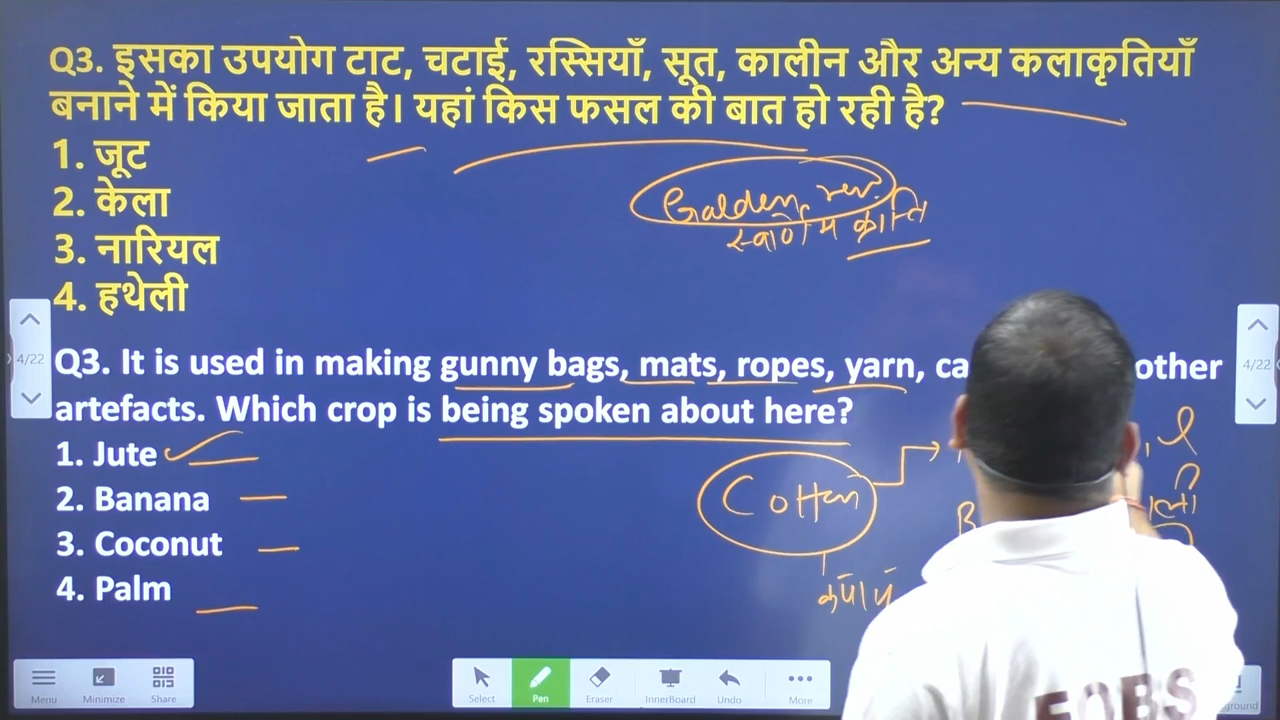 Q3. इसका उपयोग टाट, चटाई, रस्सियाँ, सूत, कालीन और अन्य कलाकृतियाँ
बनाने में किया जाता है। यहां किस फसल की बात हो रही है?
1. जूट
2. केला
3. नारियल
4. हथेली
Golden rev.
Q3. It is used in making gunny bags, mats, ropes, yarn, ca
other
artefacts. Which crop is being spoken about here?
1. Jute
2. Banana
3. Coconut
4. Palm
Cotton
B
4/22
4/22
Menu
Minimize
Share
Select
Pen
Eraser
InnerBoard
Undo
More